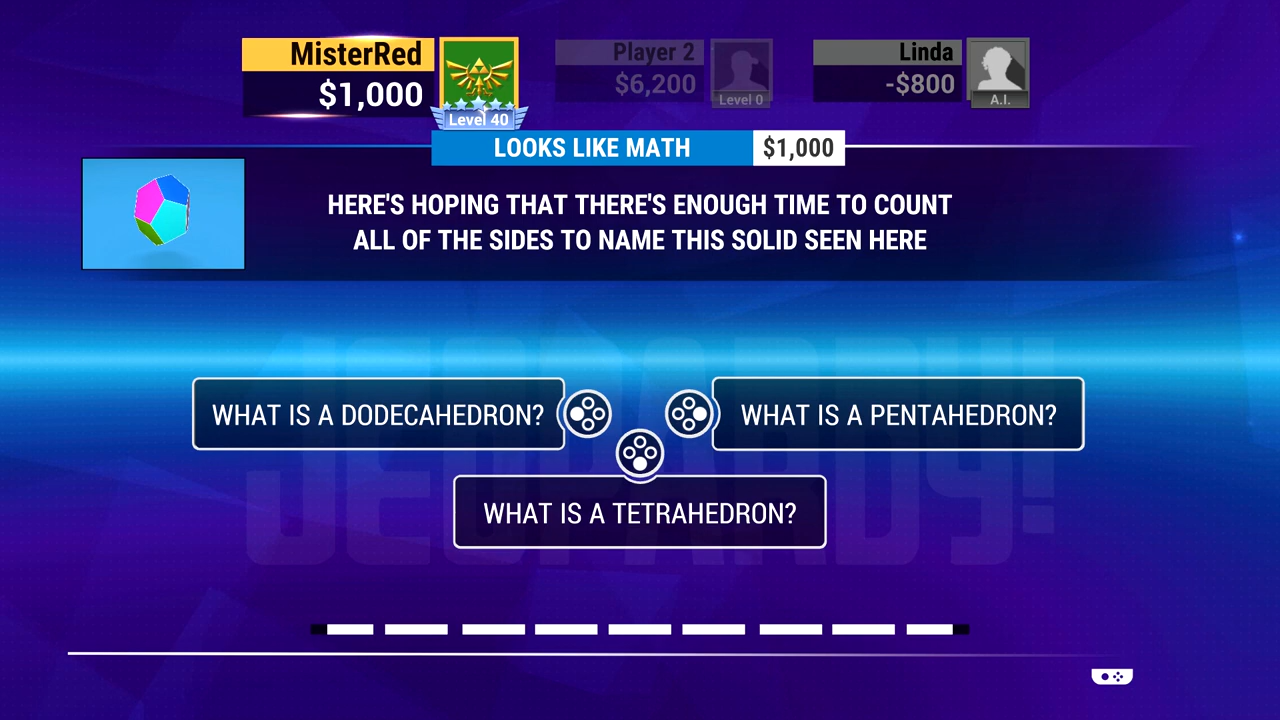 MisterRed
$1,000
Level 40
Player 2
$6,200
Level 0
Linda
-$800
A.I.
LOOKS LIKE MATH
$1,000
HERE'S HOPING THAT THERE'S ENOUGH TIME TO COUNT
ALL OF THE SIDES TO NAME THIS SOLID SEEN HERE
JEOPARDY!
WHAT IS A DODECAHEDRON?
WHAT IS A PENTAHEDRON?
WHAT IS A TETRAHEDRON?